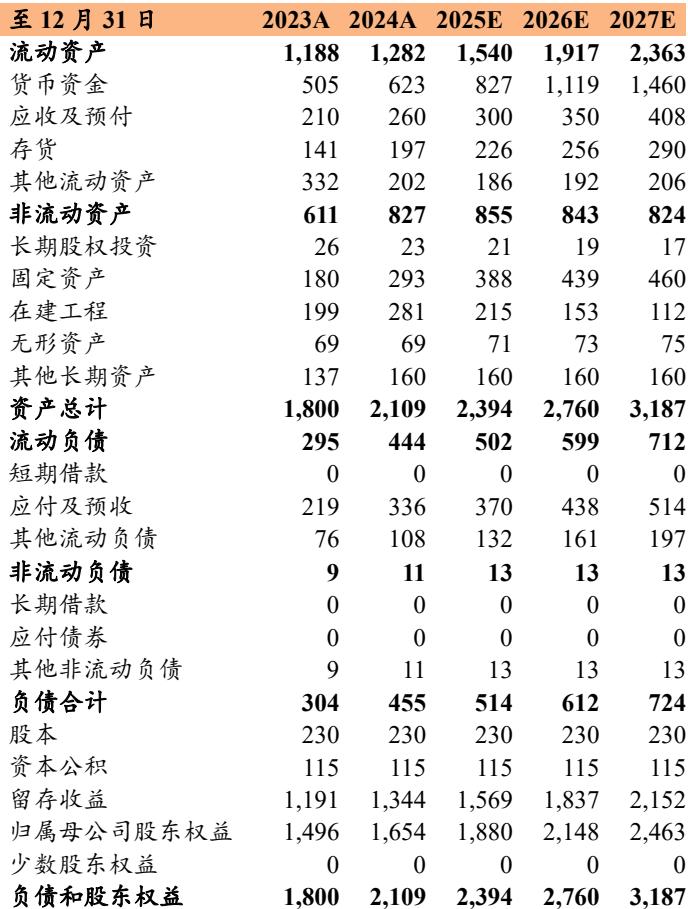 至 12 月 31 日 2023A 2024A 2025E 2026E 2027E
流动资产 1,188 1,282 1,540 1,917 2,363
货币资金 505 623 827 1,119 1,460
应收及预付 210 260 300 350 408
存货 141 197 226 256 290
其他流动资产 332 202 186 192 206
非流动资产 611 827 855 843 824
长期股权投资 26 23 21 19 17
固定资产 180 293 388 439 460
在建工程 199 281 215 153 112
无形资产 69 69 71 73 75
其他长期资产 137 160 160 160 160
资产总计 1,800 2,109 2,394 2,760 3,187
流动负债 295 444 502 599 712
短期借款 0 0 0 0 0
应付及预收 219 336 370 438 514
其他流动负债 76 108 132 161 197
非流动负债 9 11 13 13 13
长期借款 0 0 0 0 0
应付债券 0 0 0 0 0
其他非流动负债 9 11 13 13 13
负债合计 304 455 514 612 724
股本 230 230 230 230 230
资本公积 115 115 115 115 115
留存收益 1,191 1,344 1,569 1,837 2,152
归属母公司股东权益 1,496 1,654 1,880 2,148 2,463
少数股东权益 0 0 0 0 0
负债和股东权益 1,800 2,109 2,394 2,760 3,187